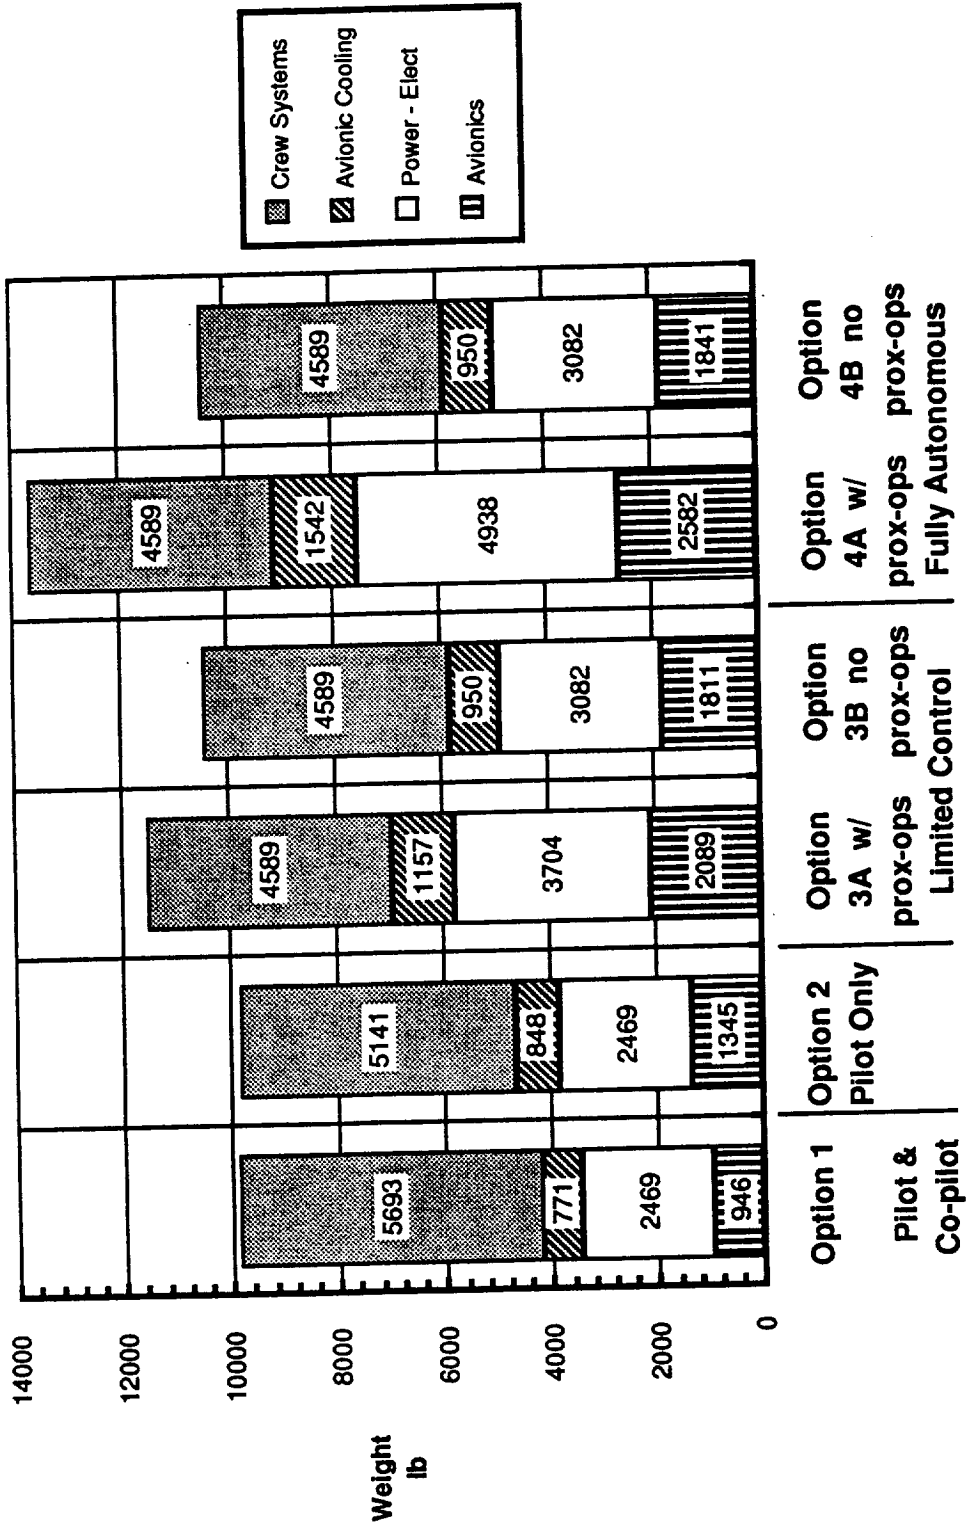 Crew Systems
Avionic Cooling
Power - Elect
Avionics
Weight
lb
14000
12000
10000
8000
6000
4000
2000
0
5693
771
2469
946
5141
848
2469
1345
4589
1157
3704
2089
4589
950
3082
1811
4589
1542
4938
2582
4589
950
3082
1841
Option 1
Pilot &
Co-pilot
Option 2
Pilot Only
Option
3A w/
prox-ops
Option
3B no
prox-ops
Limited Control
Option
4A w/
prox-ops
Option
4B no
prox-ops
Fully Autonomous